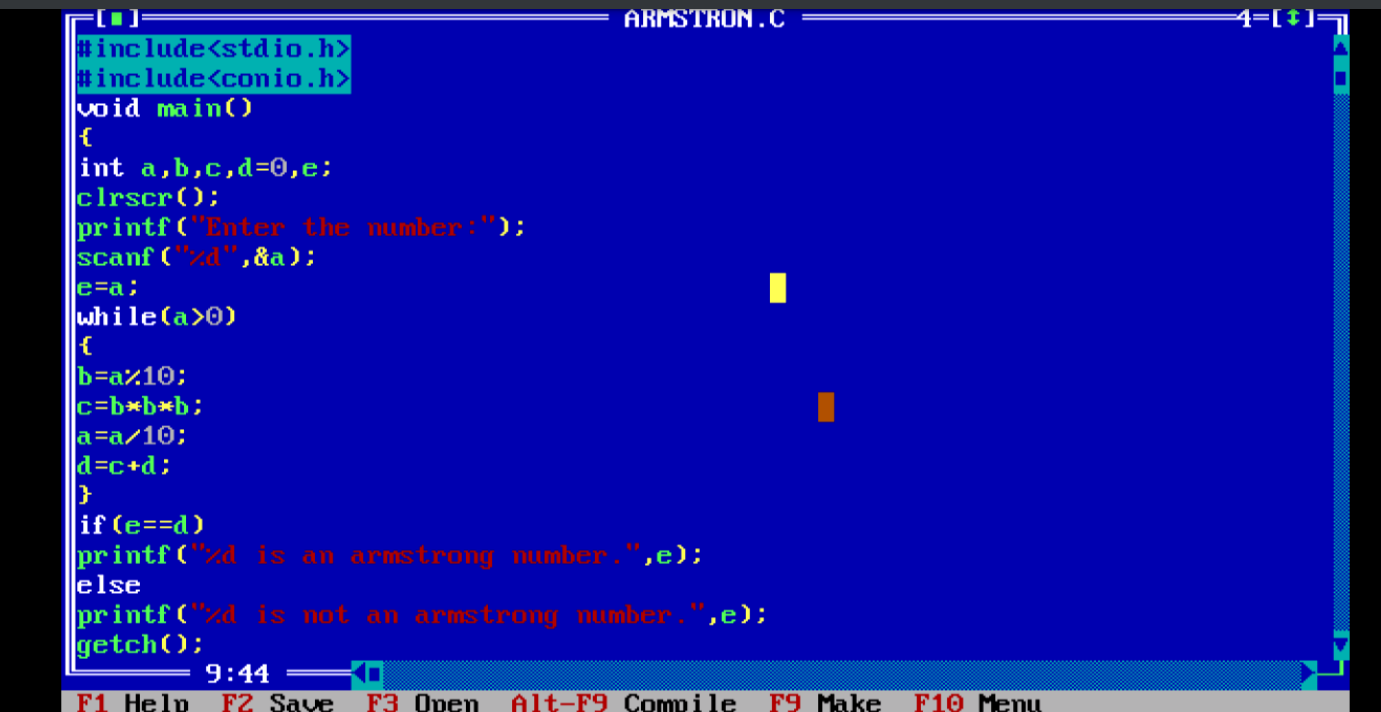 [■] ARMSTRON.C 4=[↕]
#include<stdio.h>
#include<conio.h>
void main()
{
int a,b,c,d=0,e;
clrscr();
printf("Enter the number:");
scanf("%d",&a);
e=a;
while(a>0)
{
b=a%10;
c=b*b*b;
a=a/10;
d=c+d;
}
if(e==d)
printf("%d is an armstrong number.",e);
else
printf("%d is not an armstrong number.",e);
getch();
9:44
F1 Help F2 Save F3 Open Alt-F9 Compile F9 Make F10 Menu